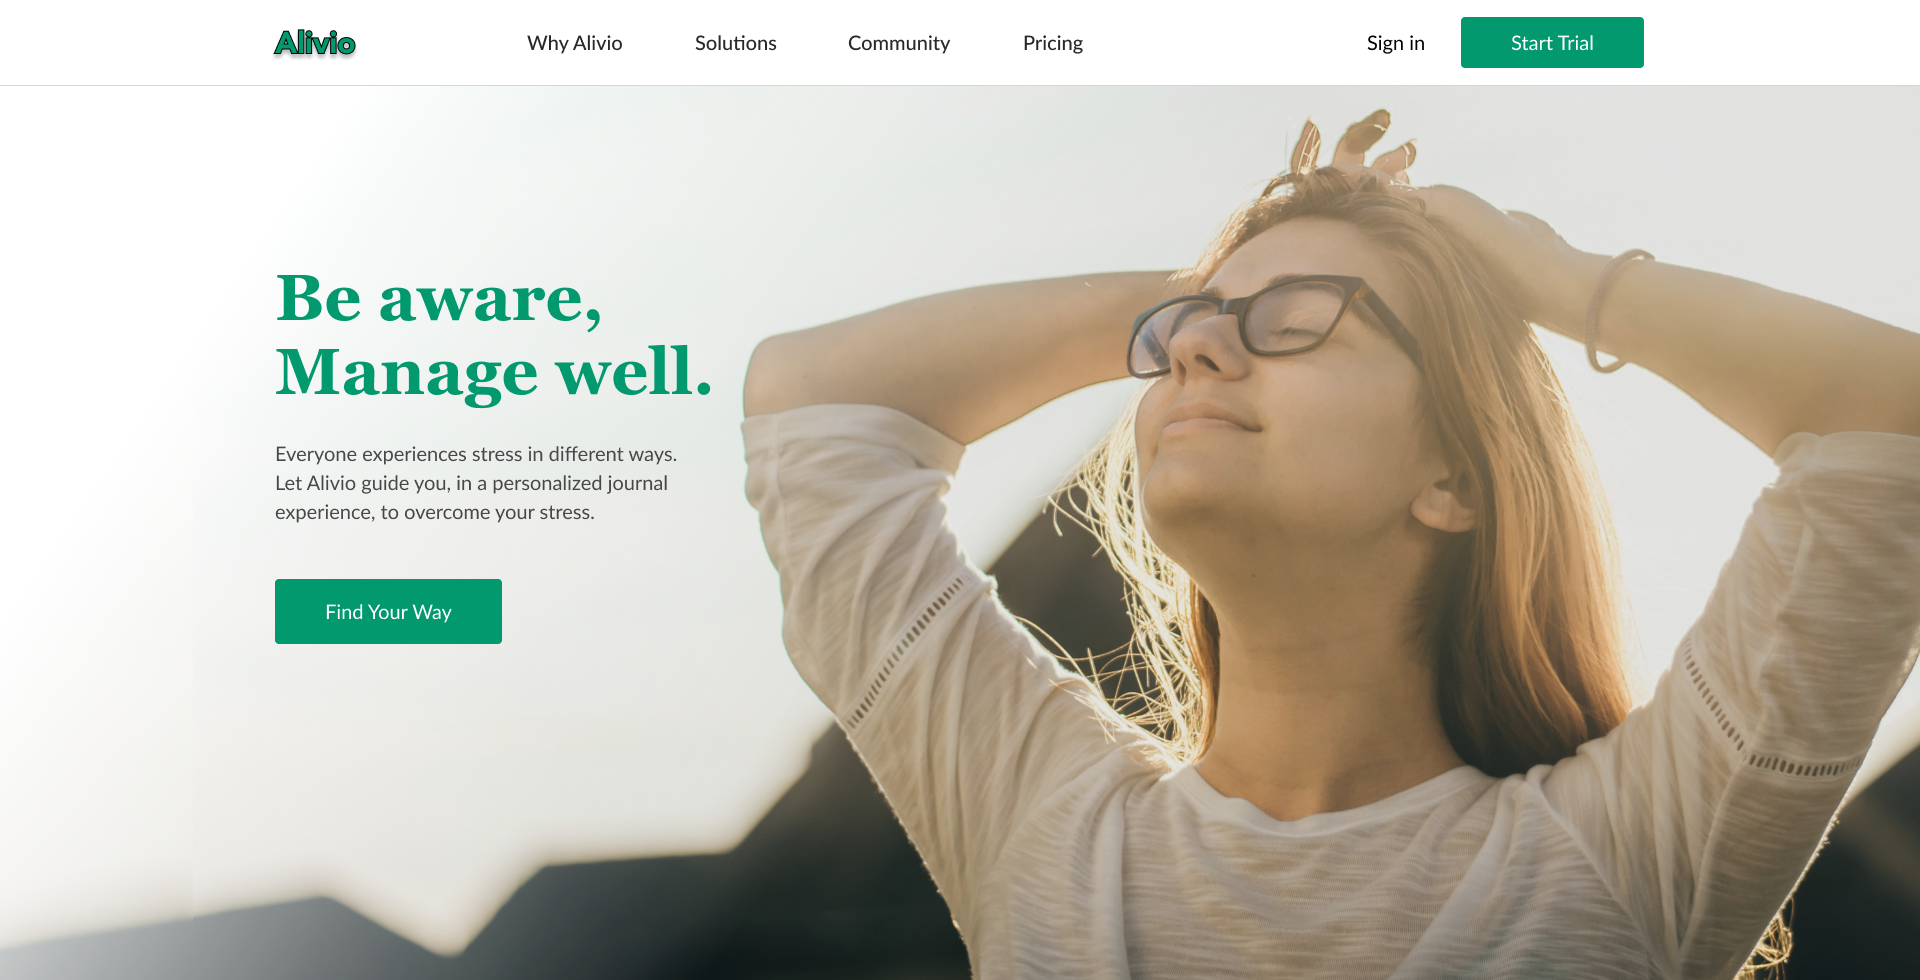 Alivio
Why Alivio
Solutions
Community
Pricing
Sign in
Start Trial
Be aware,
Manage well.
Everyone experiences stress in different ways.
Let Alivio guide you, in a personalized journal
experience, to overcome your stress.
Find Your Way